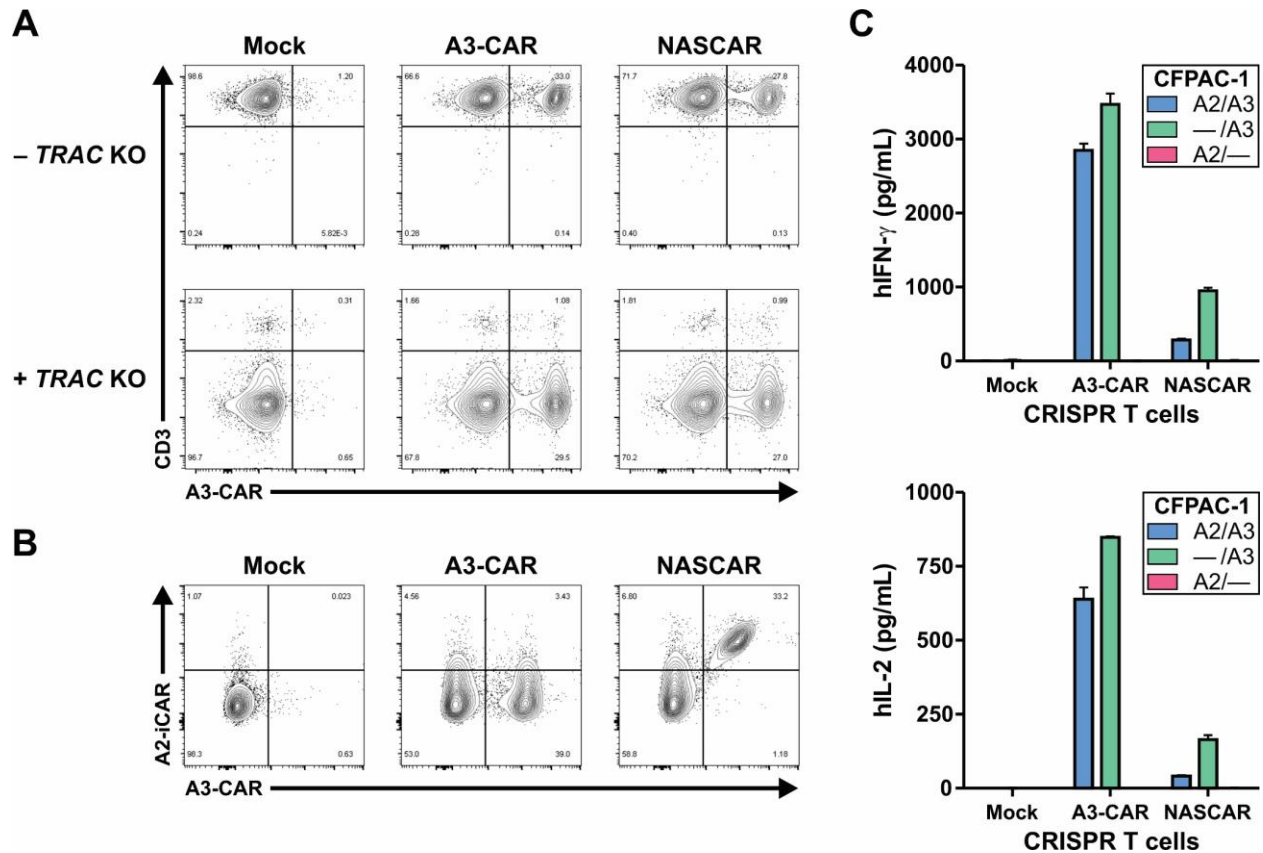 A
Mock A3-CAR NASCAR
– TRAC KO
98.6 1.20
0.24 5.82E-3
66.6 33.0
0.28 0.14
71.7 27.8
0.40 0.13
+ TRAC KO
2.32 0.31
96.7 0.65
1.66 1.08
67.8 29.5
1.81 0.99
70.2 27.0
CD3
A3-CAR
B
Mock A3-CAR NASCAR
1.07 0.023
98.3 0.63
4.56 3.43
53.0 39.0
6.80 33.2
58.8 1.18
A2-iCAR
A3-CAR
C
hIFN-γ (pg/mL)
4000
3000
2000
1000
0
CFPAC-1
A2/A3
—/A3
A2/—
Mock A3-CAR NASCAR
CRISPR T cells
hIL-2 (pg/mL)
1000
750
500
250
0
CFPAC-1
A2/A3
—/A3
A2/—
Mock A3-CAR NASCAR
CRISPR T cells